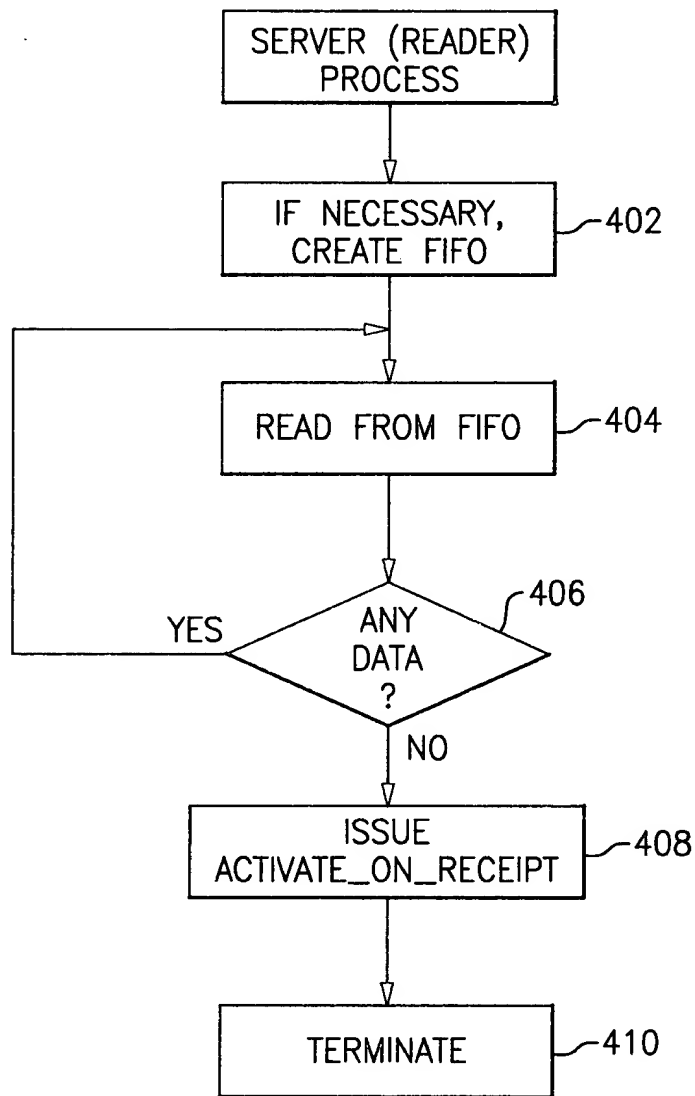 SERVER (READER)
PROCESS
IF NECESSARY,
CREATE FIFO
402
READ FROM FIFO
404
406
YES
ANY
DATA
?
NO
ISSUE
ACTIVATE_ON_RECEIPT
408
TERMINATE
410